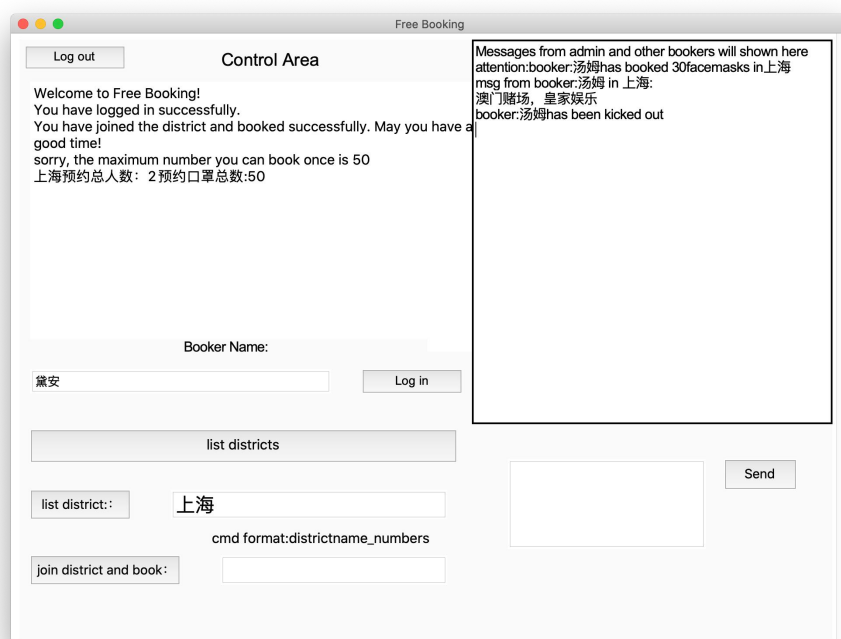 Free Booking
Log out
Control Area
Welcome to Free Booking!
You have logged in successfully.
You have joined the district and booked successfully. May you have a
good time!
sorry, the maximum number you can book once is 50
上海预约总人数：2预约口罩总数:50
Messages from admin and other bookers will shown here
attention:booker:汤姆has booked 30facemasks in上海
msg from booker:汤姆 in 上海:
澳门赌场，皇家娱乐
booker:汤姆has been kicked out
Booker Name:
黛安
Log in
list districts
Send
list district:：
上海
cmd format:districtname_numbers
join district and book：